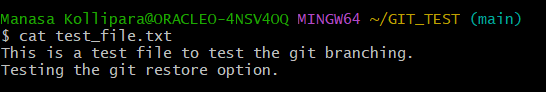 Manasa Kollipara@ORACLEO-4NSV4OQ MINGW64 ~/GIT_TEST (main)
$ cat test_file.txt
This is a test file to test the git branching.
Testing the git restore option.